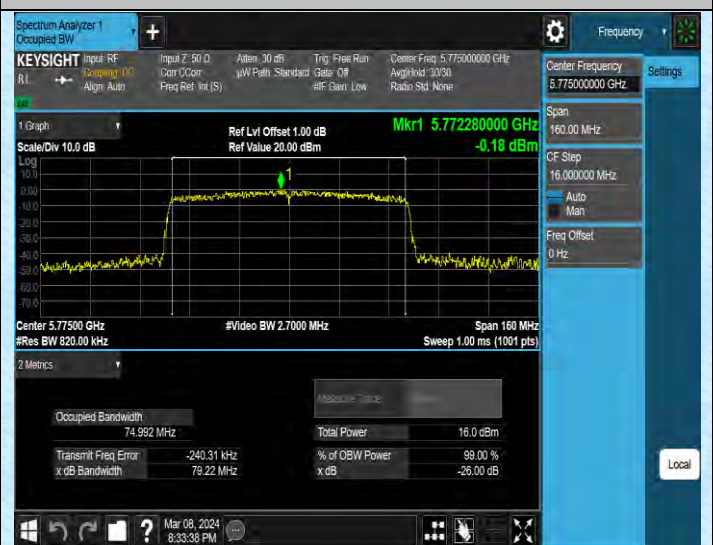 Spectrum Analyzer 1
Occupied BW
+
Frequency
KEYSIGHT
Input: RF
Coupling: DC
Align: Auto
RL
Input Z: 50 Ω
Corr CCorr
Freq Ref: Int (S)
Atten: 30 dB
µW Path: Standard
Trig: Free Run
Gate: Off
#IF Gain: Low
Center Freq: 5.775000000 GHz
Avg|Hold: 30/30
Radio Std: None
Center Frequency
5.775000000 GHz
Settings
Span
160.00 MHz
CF Step
16.000000 MHz
Auto
Man
Freq Offset
0 Hz
1 Graph
Scale/Div 10.0 dB
Ref Lvl Offset 1.00 dB
Ref Value 20.00 dBm
Mkr1 5.772280000 GHz
-0.18 dBm
Log
10.0
0.00
-10.0
-20.0
-30.0
-40.0
-50.0
-60.0
-70.0
1
Center 5.77500 GHz
#Res BW 820.00 kHz
#Video BW 2.7000 MHz
Span 160 MHz
Sweep 1.00 ms (1001 pts)
2 Metrics
Measure Trace
Occupied Bandwidth
74.992 MHz
Total Power 16.0 dBm
Transmit Freq Error -240.31 kHz
% of OBW Power 99.00 %
x dB Bandwidth 79.22 MHz
x dB -26.00 dB
Local
?
Mar 08, 2024
8:33:38 PM